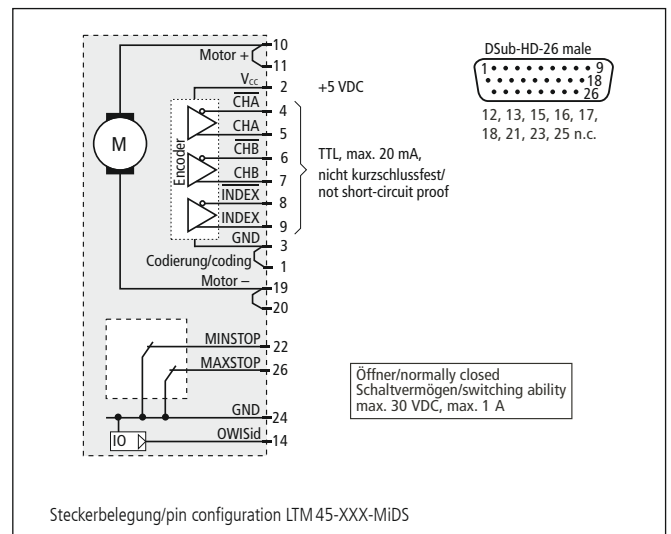 Motor +
10
11
V_CC
2
+5 VDC
C̅H̅A̅
4
CHA
5
C̅H̅B̅
6
CHB
7
I̅N̅D̅E̅X̅
8
INDEX
9
GND
3
Codierung/coding
1
Motor –
19
20
M
Encoder
TTL, max. 20 mA,
nicht kurzschlussfest/
not short-circuit proof
DSub-HD-26 male
1 9
18
26
12, 13, 15, 16, 17,
18, 21, 23, 25 n.c.
MINSTOP
22
MAXSTOP
26
GND
24
IO
OWISid
14
Öffner/normally closed
Schaltvermögen/switching ability
max. 30 VDC, max. 1 A
Steckerbelegung/pin configuration LTM 45-XXX-MiDS